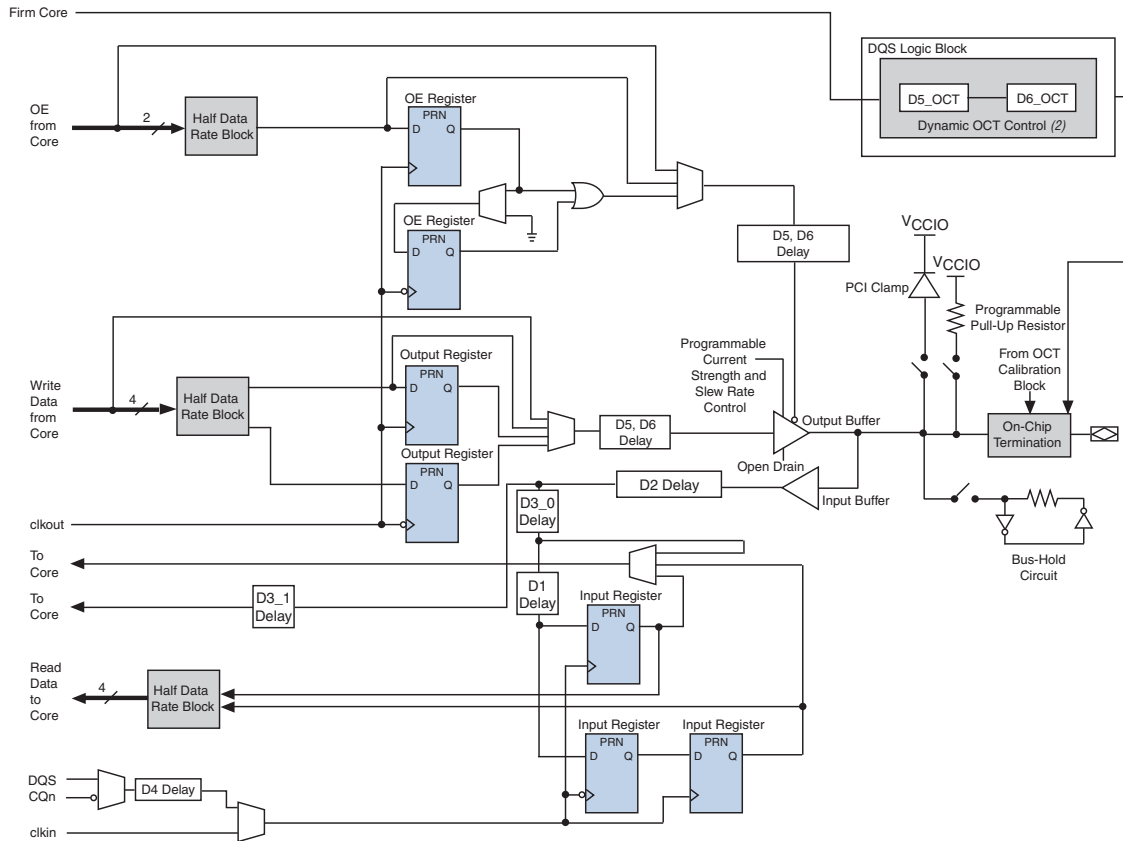 Firm Core
DQS Logic Block
D5_OCT
D6_OCT
Dynamic OCT Control (2)
OE
from
Core
2
Half Data
Rate Block
OE Register
PRN
D
Q
OE Register
PRN
D
Q
D5, D6
Delay
VCCIO
VCCIO
PCI Clamp
Programmable
Pull-Up Resistor
From OCT
Calibration
Block
On-Chip
Termination
Write
Data
from
Core
4
Half Data
Rate Block
Output Register
PRN
D
Q
Output Register
PRN
D
Q
D5, D6
Delay
Programmable
Current
Strength and
Slew Rate
Control
Output Buffer
Open Drain
Input Buffer
D2 Delay
D3_0
Delay
Bus-Hold
Circuit
clkout
To
Core
To
Core
D3_1
Delay
D1
Delay
Input Register
PRN
D
Q
Read
Data
to
Core
4
Half Data
Rate Block
Input Register
PRN
D
Q
Input Register
PRN
D
Q
DQS
CQn
D4 Delay
clkin